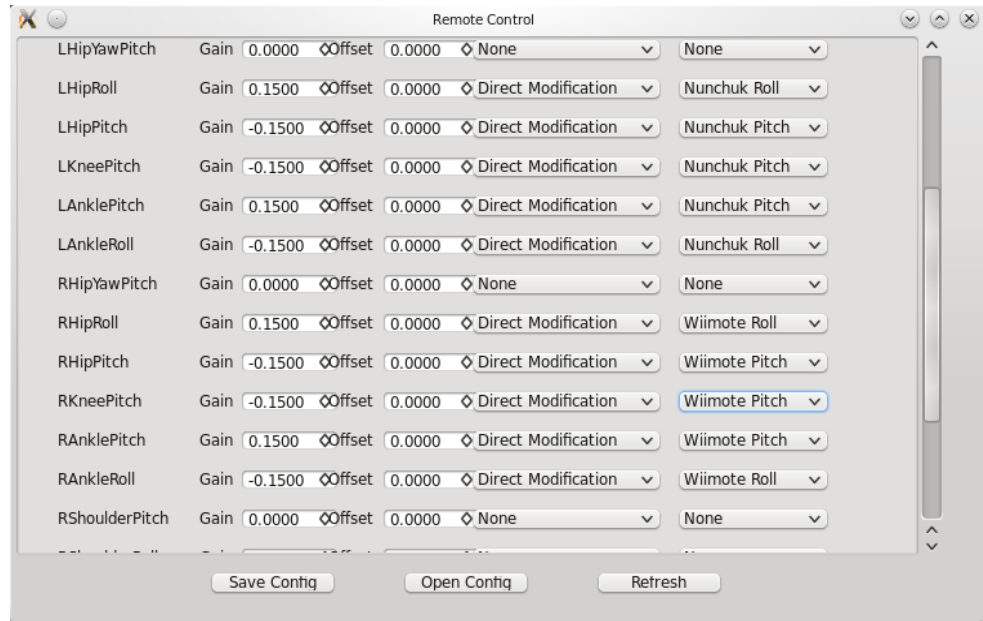 Remote Control
LHipYawPitch Gain 0.0000 Offset 0.0000 None None
LHipRoll Gain 0.1500 Offset 0.0000 Direct Modification Nunchuk Roll
LHipPitch Gain -0.1500 Offset 0.0000 Direct Modification Nunchuk Pitch
LKneePitch Gain -0.1500 Offset 0.0000 Direct Modification Nunchuk Pitch
LAnklePitch Gain 0.1500 Offset 0.0000 Direct Modification Nunchuk Pitch
LAnkleRoll Gain -0.1500 Offset 0.0000 Direct Modification Nunchuk Roll
RHipYawPitch Gain 0.0000 Offset 0.0000 None None
RHipRoll Gain 0.1500 Offset 0.0000 Direct Modification Wiimote Roll
RHipPitch Gain -0.1500 Offset 0.0000 Direct Modification Wiimote Pitch
RKneePitch Gain -0.1500 Offset 0.0000 Direct Modification Wiimote Pitch
RAnklePitch Gain 0.1500 Offset 0.0000 Direct Modification Wiimote Pitch
RAnkleRoll Gain -0.1500 Offset 0.0000 Direct Modification Wiimote Roll
RShoulderPitch Gain 0.0000 Offset 0.0000 None None
Save Config Open Config Refresh